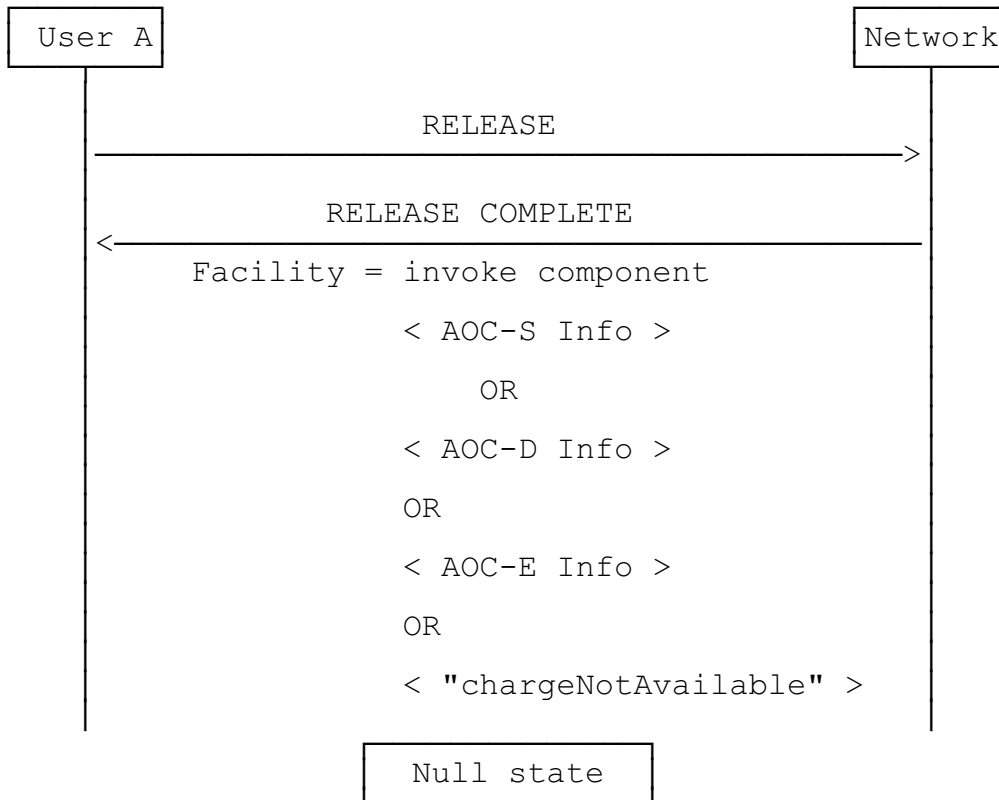 User A
Network
RELEASE
RELEASE COMPLETE
Facility = invoke component
< AOC-S Info >
OR
< AOC-D Info >
OR
< AOC-E Info >
OR
< "chargeNotAvailable" >
Null state